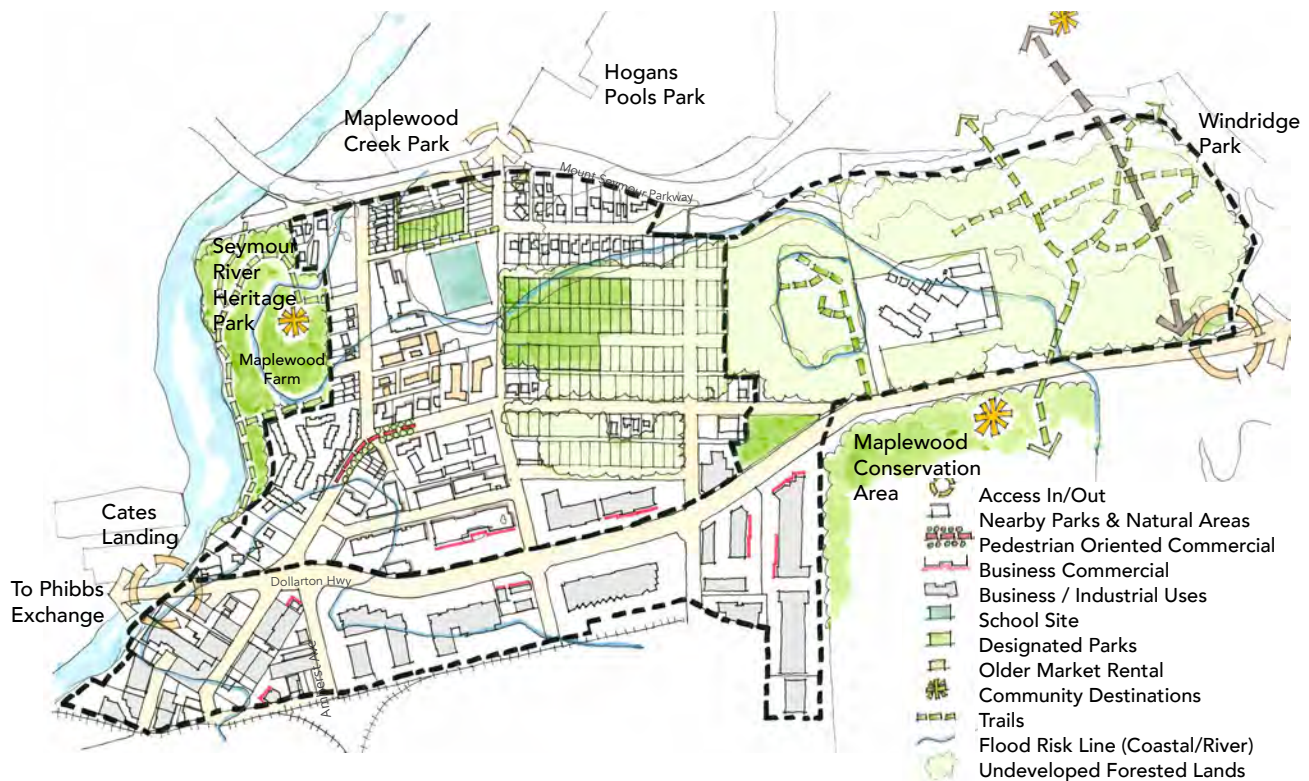 Hogans
Pools Park
Maplewood
Creek Park
Windridge
Park
Mount Seymour Parkway
Seymour
River
Heritage
Park
Maplewood
Farm
Maplewood
Conservation
Area
Cates
Landing
To Phibbs
Exchange
Dollarton Hwy
Amherst Ave
Access In/Out
Nearby Parks & Natural Areas
Pedestrian Oriented Commercial
Business Commercial
Business / Industrial Uses
School Site
Designated Parks
Older Market Rental
Community Destinations
Trails
Flood Risk Line (Coastal/River)
Undeveloped Forested Lands